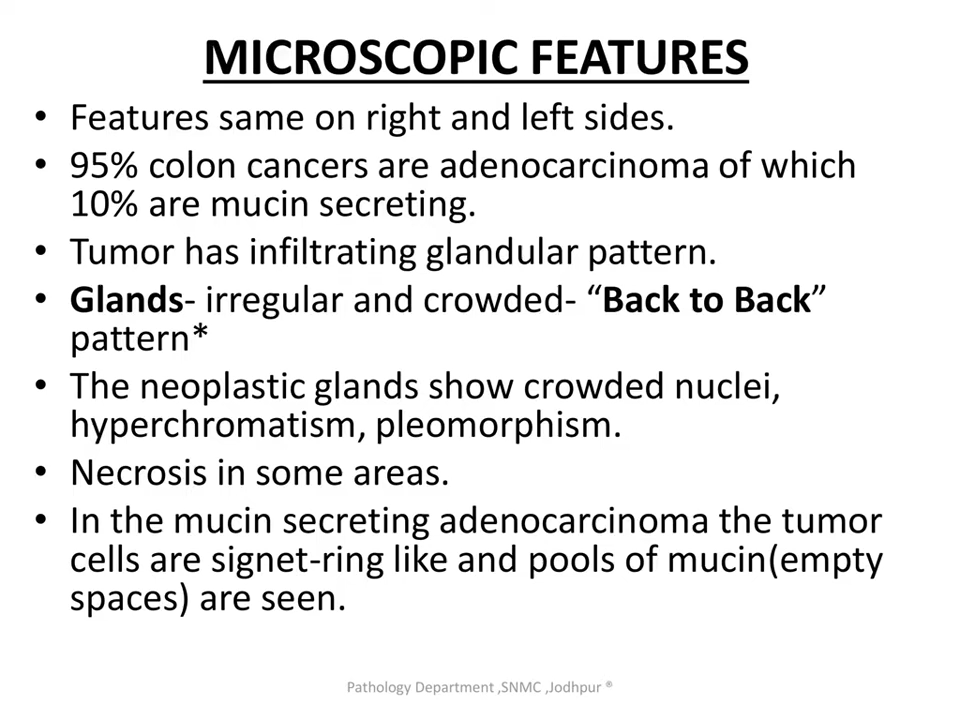 MICROSCOPIC FEATURES
• Features same on right and left sides.
• 95% colon cancers are adenocarcinoma of which
10% are mucin secreting.
• Tumor has infiltrating glandular pattern.
• Glands- irregular and crowded- “Back to Back”
pattern*
• The neoplastic glands show crowded nuclei,
hyperchromatism, pleomorphism.
• Necrosis in some areas.
• In the mucin secreting adenocarcinoma the tumor
cells are signet-ring like and pools of mucin(empty
spaces) are seen.
Pathology Department ,SNMC ,Jodhpur ®